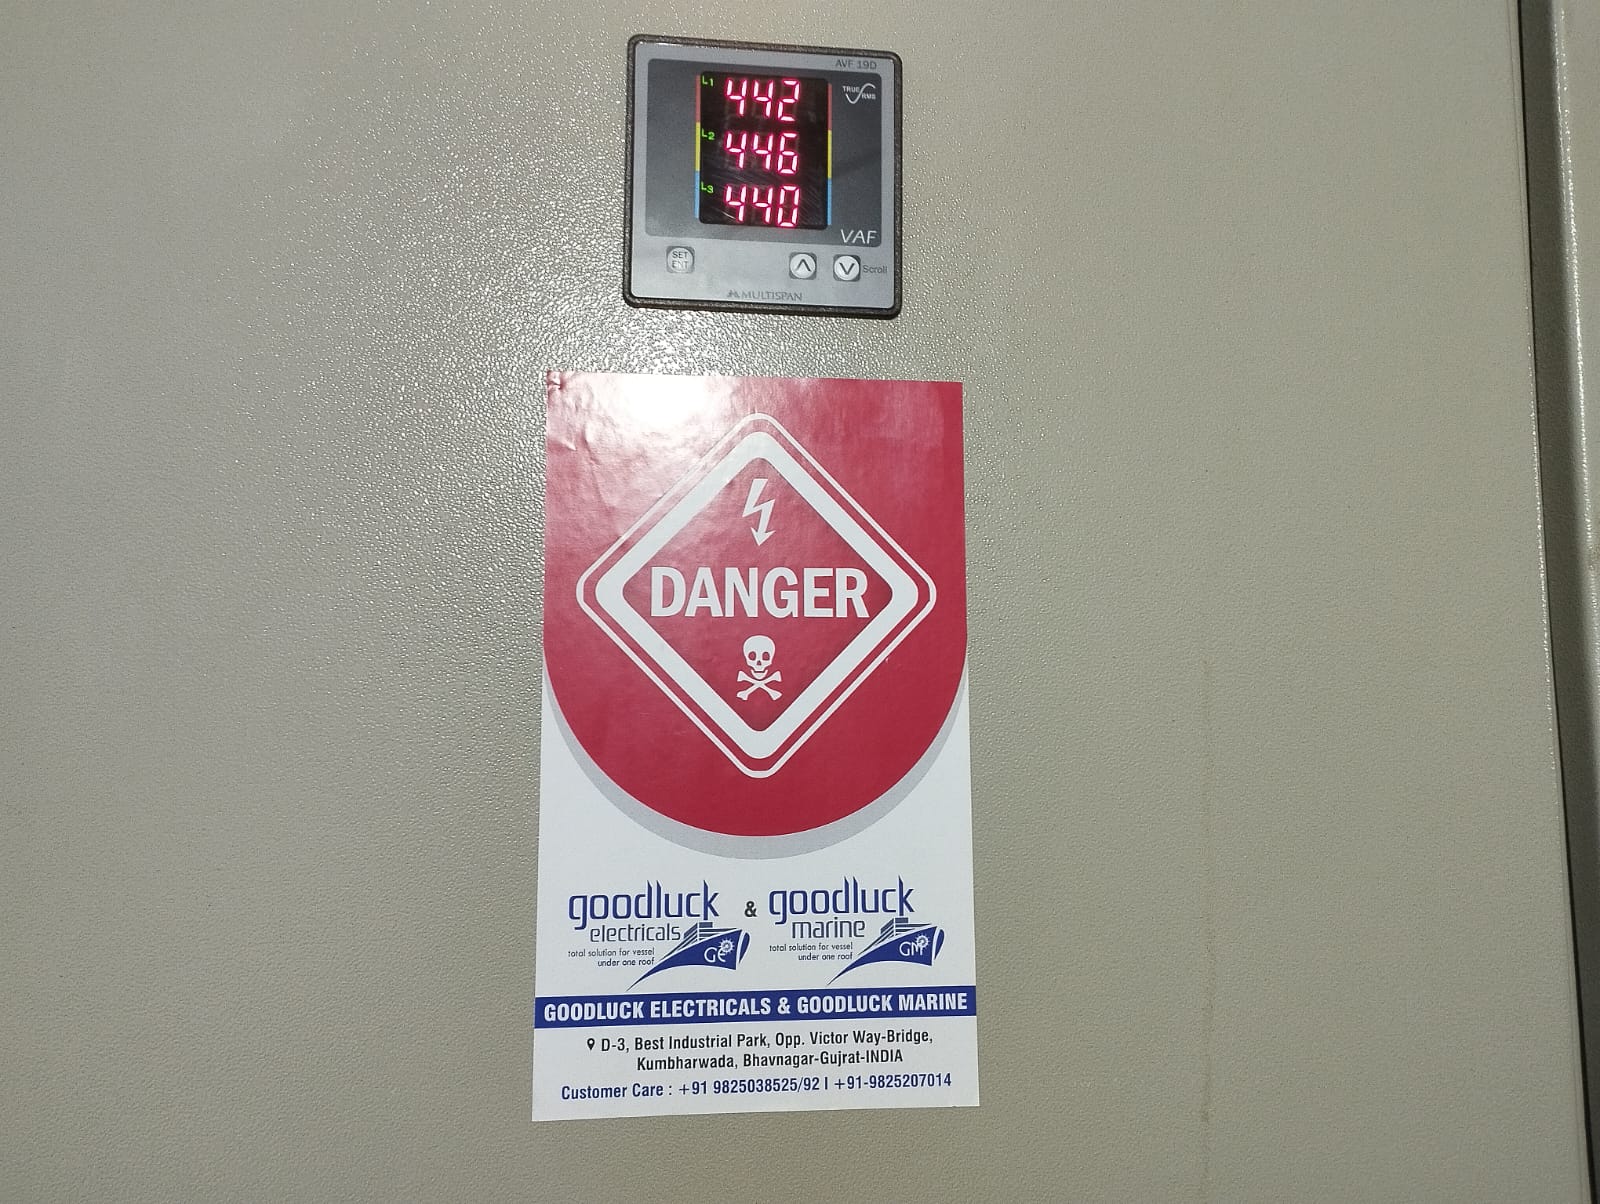 AVF 19D
L1 442
TRUE RMS
L2 446
L3 440
VAF
SET
ENT
Scroll
MULTISPAN
DANGER
goodluck & goodluck
electricals marine
total solution for vessel total solution for vessel
under one roof under one roof
GE GM
GOODLUCK ELECTRICALS & GOODLUCK MARINE
D-3, Best Industrial Park, Opp. Victor Way-Bridge,
Kumbharwada, Bhavnagar-Gujrat-INDIA
Customer Care : +91 9825038525/92 I +91-9825207014